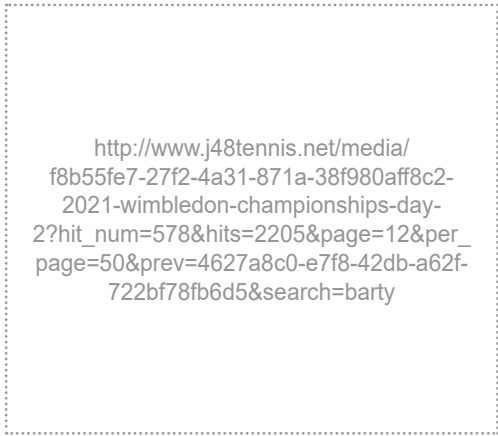 http://www.j48tennis.net/media/
f8b55fe7-27f2-4a31-871a-38f980aff8c2-
2021-wimbledon-championships-day-
2?hit_num=578&hits=2205&page=12&per_
page=50&prev=4627a8c0-e7f8-42db-a62f-
722bf78fb6d5&search=barty